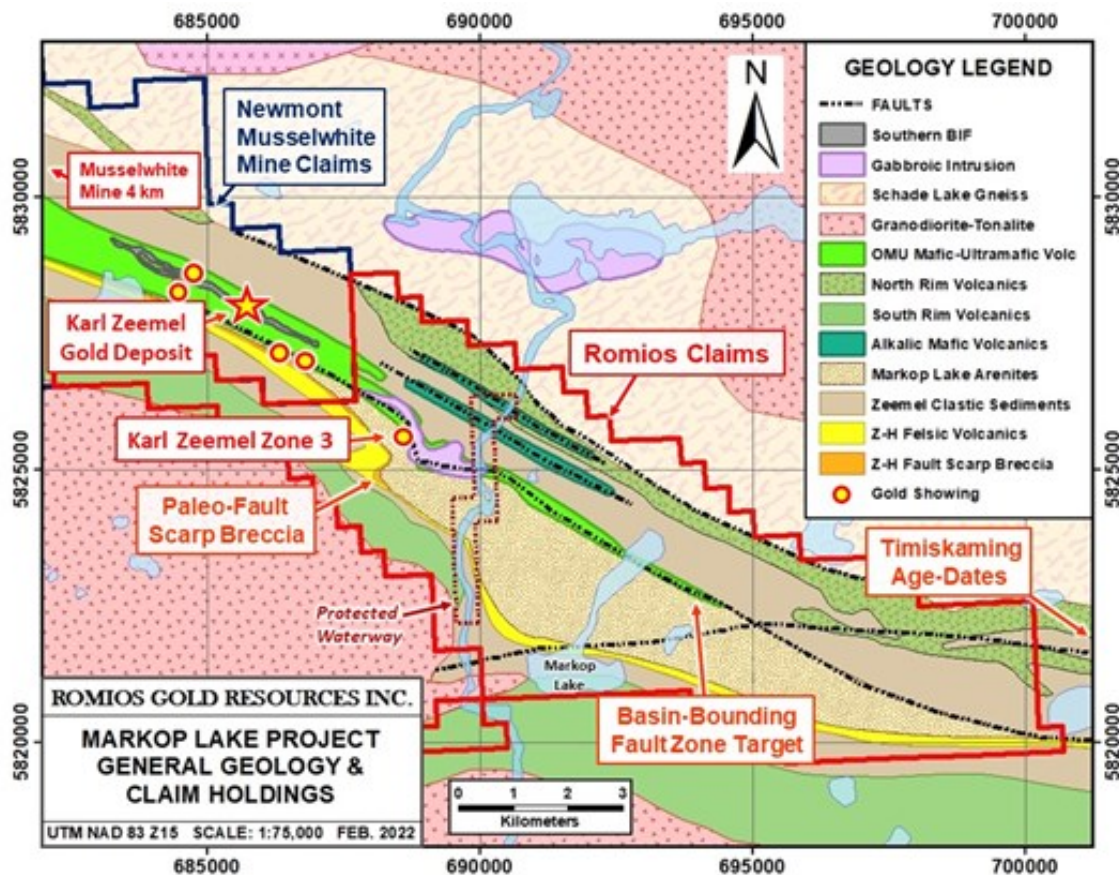 685000
690000
695000
700000
Newmont
Musselwhite
Mine Claims
N
GEOLOGY LEGEND
FAULTS
Southern BIF
Gabbroic Intrusion
Schade Lake Gneiss
Granodiorite-Tonalite
OMU Mafic-Ultramafic Volc
North Rim Volcanics
South Rim Volcanics
Alkalic Mafic Volcanics
Markop Lake Arenites
Zeemel Clastic Sediments
Z-H Felsic Volcanics
Z-H Fault Scarp Breccia
Gold Showing
Musselwhite
Mine 4 km
5830000
5830000
Karl Zeemel
Gold Deposit
Romios Claims
Karl Zeemel Zone 3
5825000
5825000
Paleo-Fault
Scarp Breccia
Timiskaming
Age-Dates
Protected
Waterway
Markop
Lake
Basin-Bounding
Fault Zone Target
5820000
5820000
ROMIOS GOLD RESOURCES INC.
MARKOP LAKE PROJECT
GENERAL GEOLOGY &
CLAIM HOLDINGS
UTM NAD 83 Z15 SCALE: 1:75,000 FEB. 2022
0 1 2 3
Kilometers
685000
690000
695000
700000